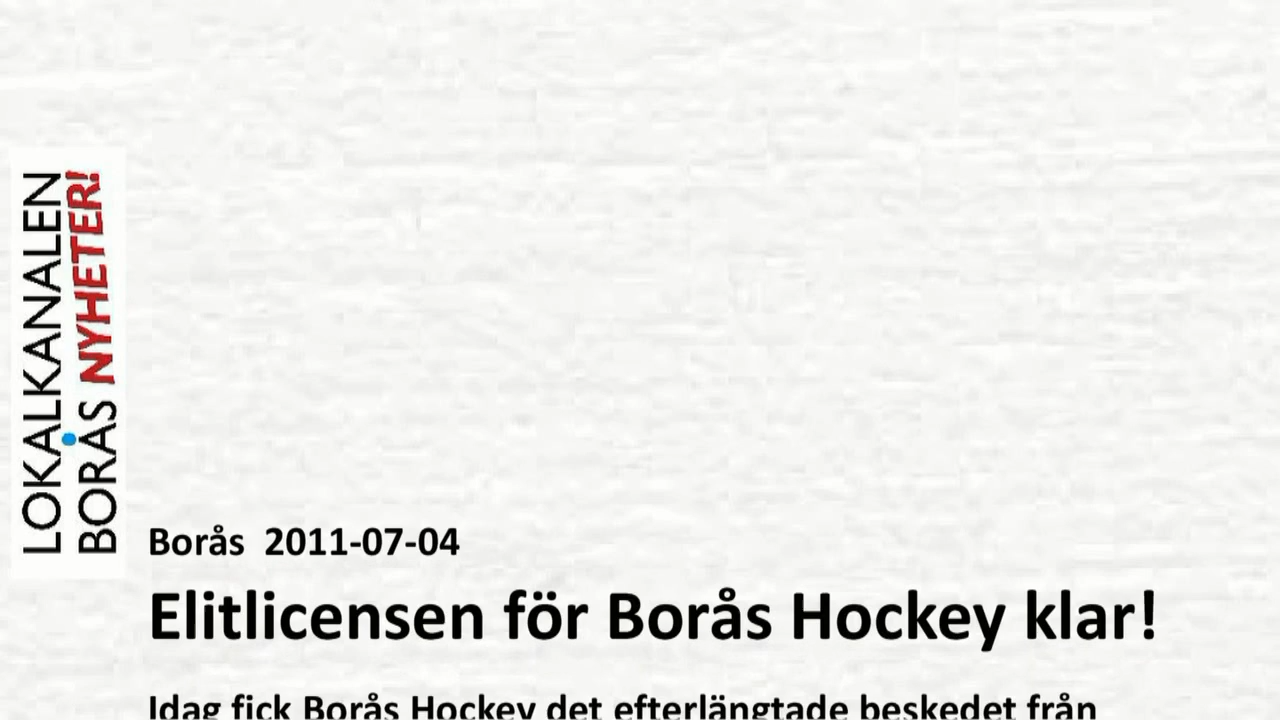 LOKALKANALEN
BORÅS NYHETER!
Borås 2011-07-04
Elitlicensen för Borås Hockey klar!
Idag fick Borås Hockey det efterlängtade beskedet från